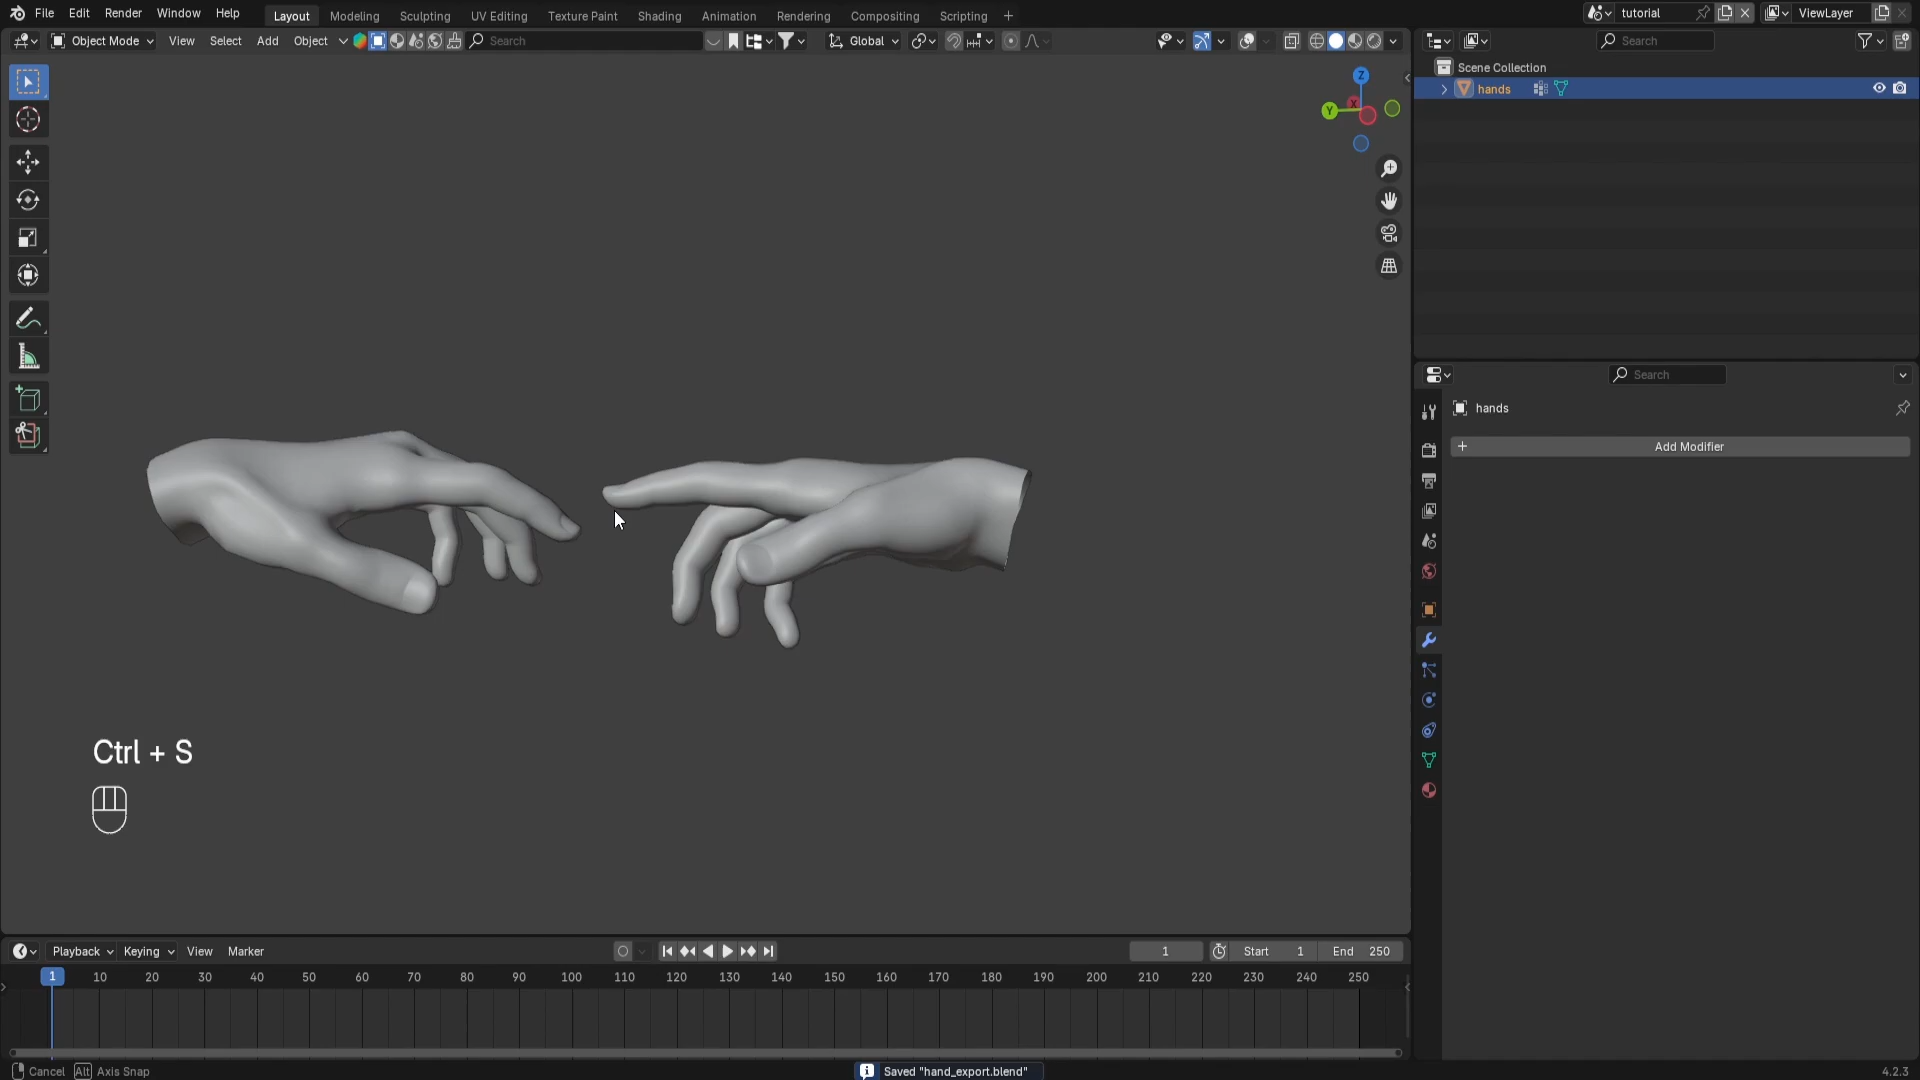 File Edit Render Window Help Layout Modeling Sculpting UV Editing Texture Paint Shading Animation Rendering Compositing Scripting + tutorial ViewLayer
Object Mode View Select Add Object Search Global Search
Z
Y
X
Scene Collection
hands
Search
hands
+ Add Modifier
Ctrl + S
Playback Keying View Marker 1 Start 1 End 250
1 10 20 30 40 50 60 70 80 90 100 110 120 130 140 150 160 170 180 190 200 210 220 230 240 250
Cancel Alt Axis Snap Saved "hand_export.blend" 4.2.3